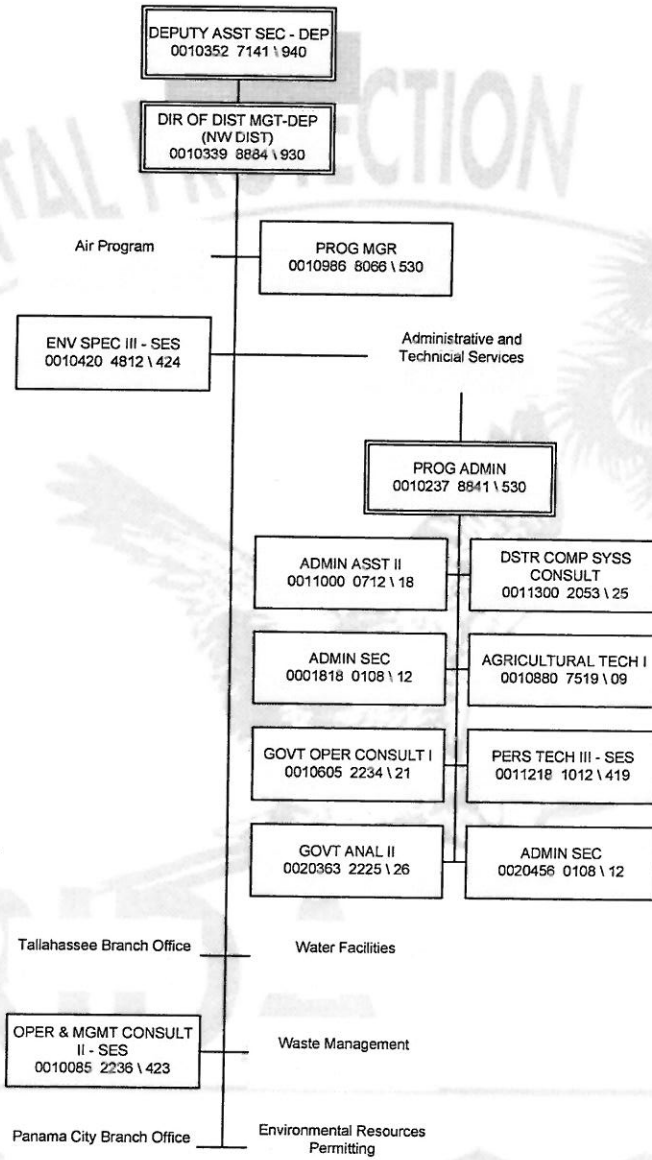 DEPUTY ASST SEC - DEP
0010352 7141 \ 940
DIR OF DIST MGT-DEP
(NW DIST)
0010339 8884 \ 930
Air Program
PROG MGR
0010986 8066 \ 530
ENV SPEC III - SES
0010420 4812 \ 424
Administrative and
Technicial Services
PROG ADMIN
0010237 8841 \ 530
ADMIN ASST II
0011000 0712 \ 18
DSTR COMP SYSS
CONSULT
0011300 2053 \ 25
ADMIN SEC
0001818 0108 \ 12
AGRICULTURAL TECH I
0010880 7519 \ 09
GOVT OPER CONSULT I
0010605 2234 \ 21
PERS TECH III - SES
0011218 1012 \ 419
GOVT ANAL II
0020363 2225 \ 26
ADMIN SEC
0020456 0108 \ 12
Tallahassee Branch Office
Water Facilities
OPER & MGMT CONSULT
II - SES
0010085 2236 \ 423
Waste Management
Panama City Branch Office
Environmental Resources
Permitting